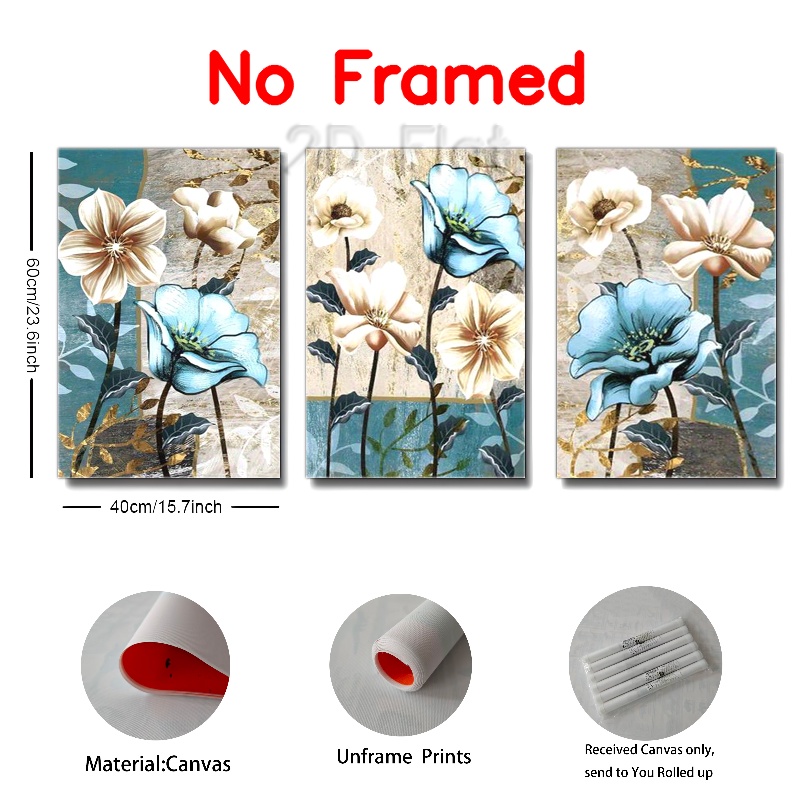 No Framed
2D Flat
60cm/23.6inch
40cm/15.7inch
Material:Canvas
Unframe Prints
Received Canvas only,
send to You Rolled up